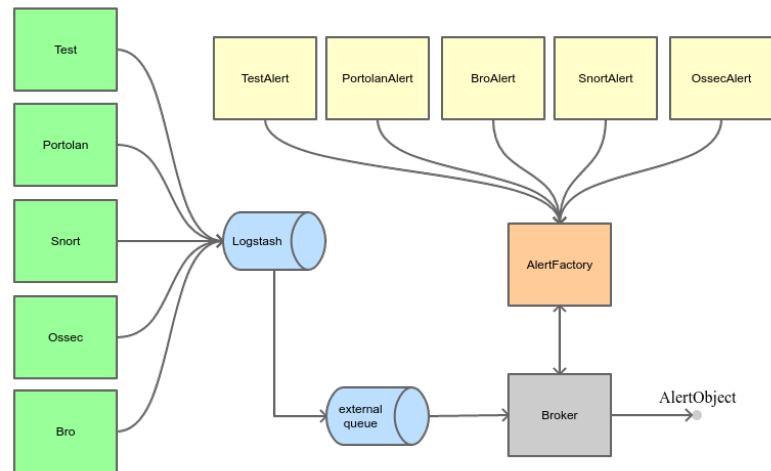 Test
TestAlert
PortolanAlert
BroAlert
SnortAlert
OssecAlert
Portolan
Snort
Logstash
AlertFactory
Ossec
external
queue
Broker
AlertObject
Bro